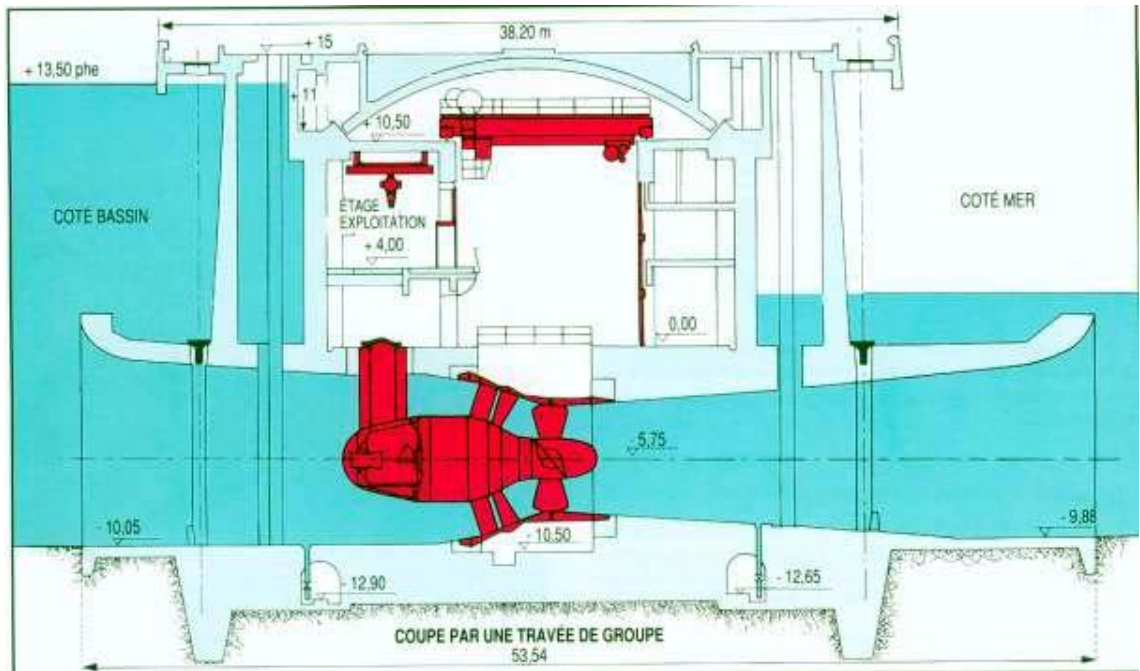 38,20 m
+ 15
+ 13,50 phe
+ 11
+ 10,50
COTÉ BASSIN
ÉTAGE
EXPLOITATION
COTÉ MER
+ 4,00
0,00
- 5,75
- 10,05
- 10,50
- 9,88
- 12,90
- 12,65
COUPE PAR UNE TRAVÉE DE GROUPE
53,54